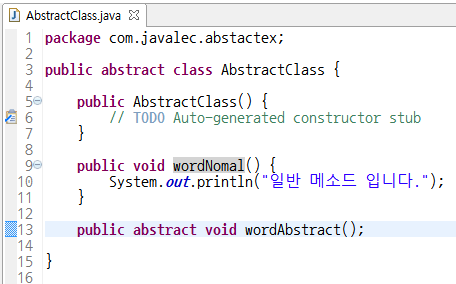 AbstractClass.java
1 package com.javalec.abstactex;
2
3 public abstract class AbstractClass {
4
5 public AbstractClass() {
6 // TODO Auto-generated constructor stub
7 }
8
9 public void wordNomal() {
10 System.out.println("일반 메소드 입니다.");
11 }
12
13 public abstract void wordAbstract();
14
15 }
16